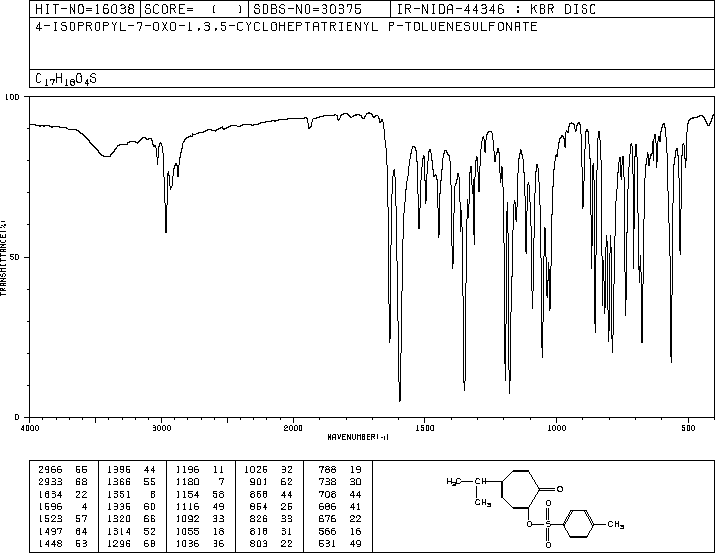 HIT-NO=16038 SCORE= ( ) SDBS-NO=30375 IR-NIDA-44346 : KBR DISC
4-ISOPROPYL-7-OXO-1,3,5-CYCLOHEPTATRIENYL P-TOLUENESULFONATE
C17H18O4S
100
TRANSMITTANCE(%)
50
0
4000 3000 2000 1500 1000 500
WAVENUMBER(-1)
2966 55 1395 44 1196 11 1026 32 788 19
2933 68 1366 55 1180 7 901 62 738 30
1634 22 1351 8 1154 58 868 44 708 44
1596 4 1336 60 1116 49 854 25 686 41
1523 57 1320 66 1092 33 826 33 676 22
1497 64 1314 52 1055 18 818 31 566 16
1448 53 1296 68 1036 36 803 22 531 49
H3C CH
CH3
O
O
O S CH3
O